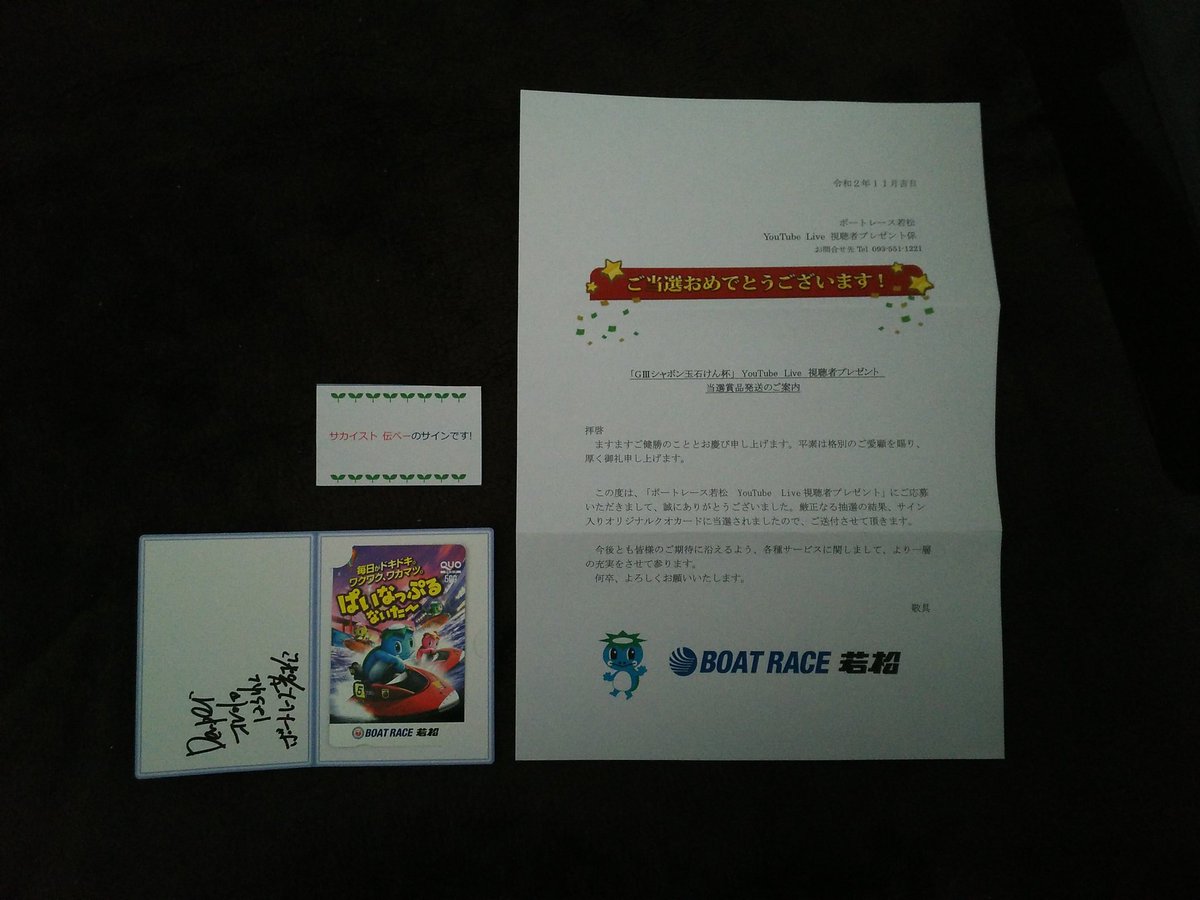 令和2年11月吉日
ボートレース若松
YouTube Live 視聴者プレゼント係
お問合せ先 Tel 093-551-1221
ご当選おめでとうございます!
「GⅢシャボン玉石けん杯」 YouTube Live 視聴者プレゼント
当選賞品発送のご案内
拝啓
ますますご健勝のこととお慶び申し上げます。平素は格別のご愛顧を賜り、
厚く御礼申し上げます。
この度は、「ボートレース若松 YouTube Live 視聴者プレゼント」にご応募
いただきまして、誠にありがとうございました。厳正なる抽選の結果、サイン
入りオリジナルクオカードに当選されましたので、ご送付させて頂きます。
今後とも皆様のご期待に沿えるよう、各種サービスに関しまして、より一層
の充実をさせて参ります。
何卒、よろしくお願いいたします。
敬具
BOAT RACE 若松
サカイスト 伝べーのサインです!
毎日がドキドキ。
ワクワク、ワカマツ。
QUO
500
ぱいなっぷる
ないたー
5
BOAT RACE 若松
ボートレース若松に